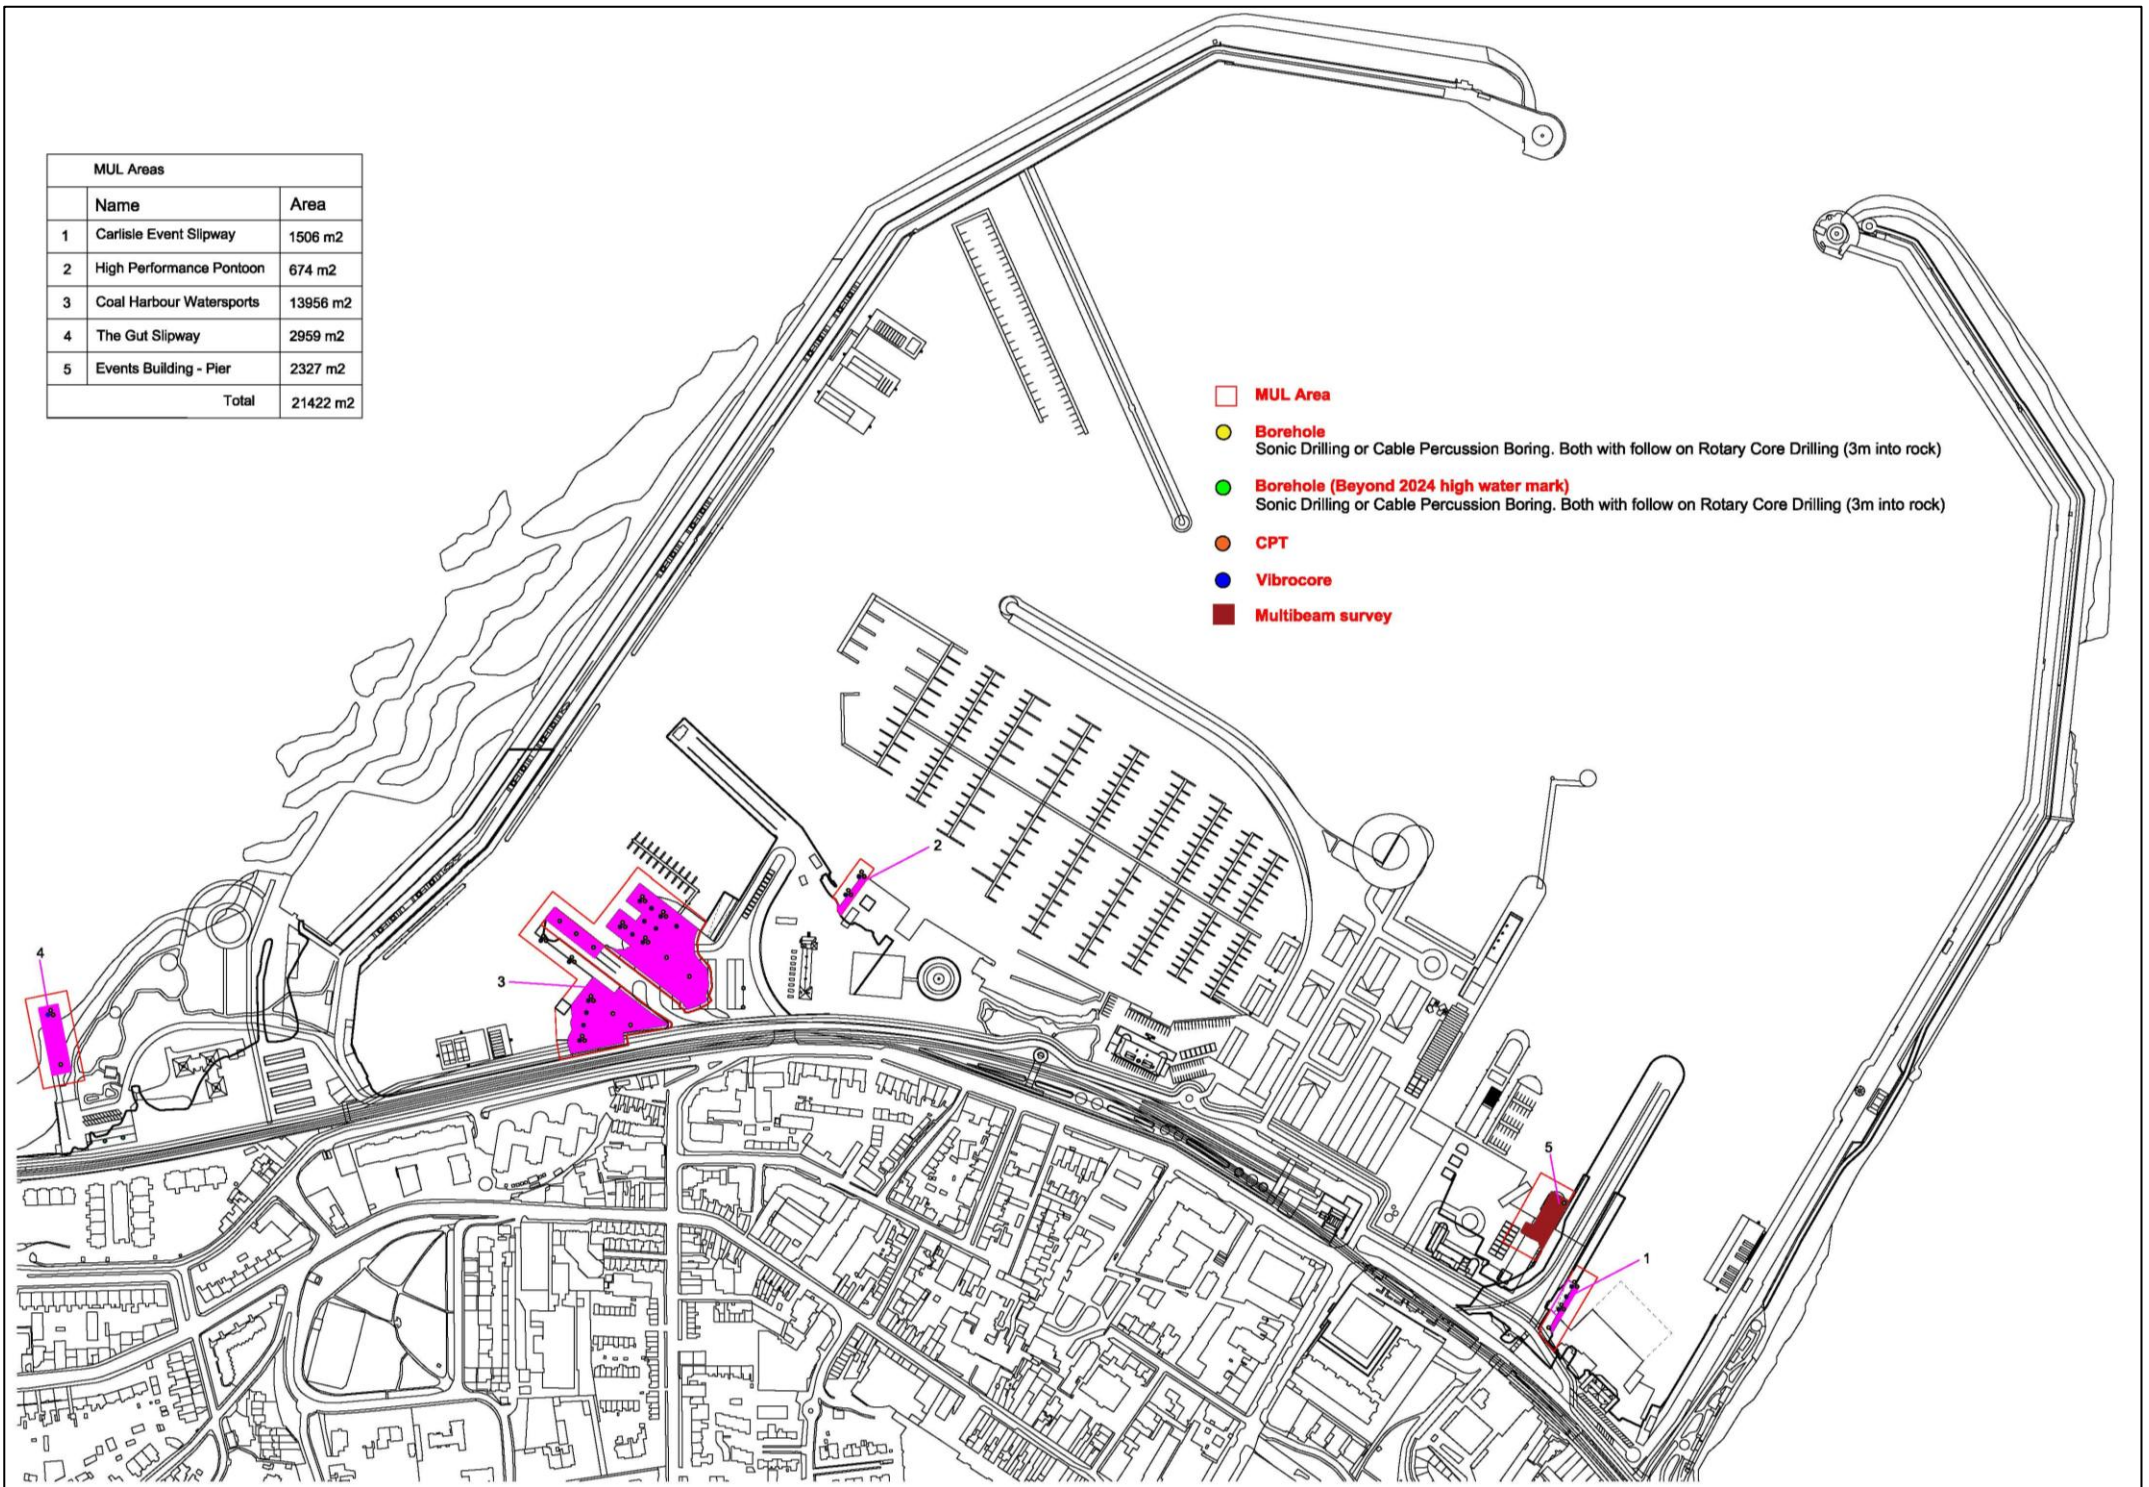 MUL Areas
Name Area
1 Carlisle Event Slipway 1506 m2
2 High Performance Pontoon 674 m2
3 Coal Harbour Watersports 13956 m2
4 The Gut Slipway 2959 m2
5 Events Building - Pier 2327 m2
Total 21422 m2
MUL Area
Borehole
Sonic Drilling or Cable Percussion Boring. Both with follow on Rotary Core Drilling (3m into rock)
Borehole (Beyond 2024 high water mark)
Sonic Drilling or Cable Percussion Boring. Both with follow on Rotary Core Drilling (3m into rock)
CPT
Vibrocore
Multibeam survey
2
4
3
5
1